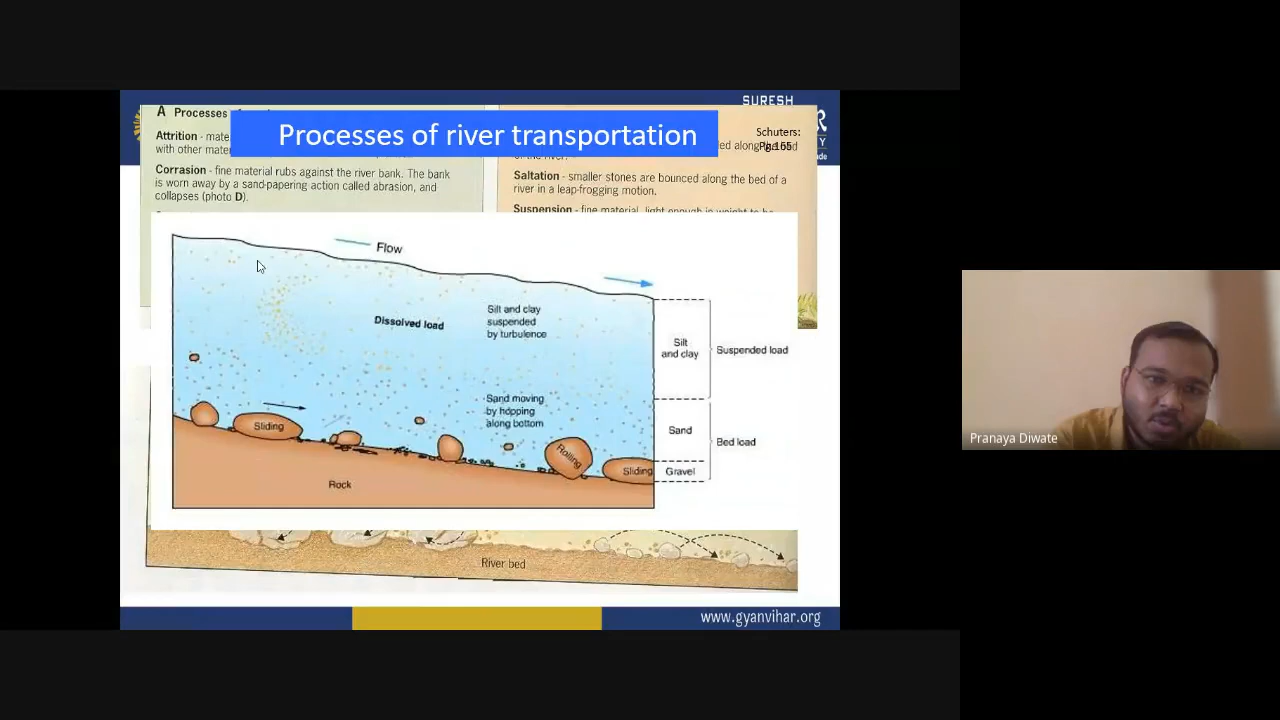 SURESH
A Processes
Processes of river transportation
Schuters:
Pg 165
Attrition - mate
with other mater
led along the bed
of the river.
Corrasion - fine material rubs against the river bank. The bank
is worn away by a sand-papering action called abrasion, and
collapses (photo D).
Saltation - smaller stones are bounced along the bed of a
river in a leap-frogging motion.
Suspension - fine material, light enough in weight to be
Flow
Dissolved load
Silt and clay
suspended
by turbulence
Silt
and clay
Suspended load
Sand moving
by hopping
along bottom
Sand
Bed load
Gravel
Sliding
Rolling
Sliding
Rock
River bed
www.gyanvihar.org
Pranaya Diwate